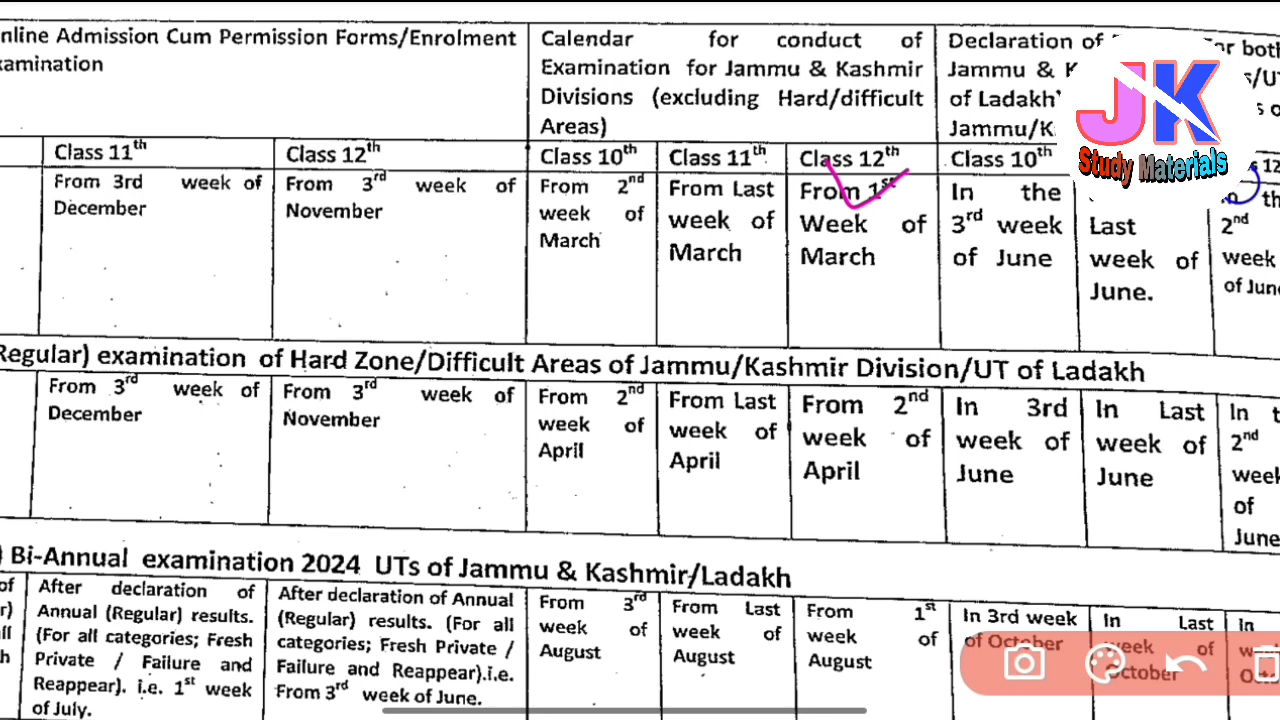 nline Admission Cum Permission Forms/Enrolment
xamination
Calendar for conduct of
Examination for Jammu & Kashmir
Divisions (excluding Hard/difficult
Areas)
Declaration of or both
Jammu & K s/U
of Ladakh' s o
Jammu/K
JK
Study Materials
Class 11th
Class 12th
Class 10th
Class 11th
Class 12th
Class 10th
12
From 3rd week of
December
From 3rd week of
November
From 2nd
week of
March
From Last
week of
March
From 1st
Week of
March
In the
3rd week
of June
Last
week of
June.
th
2nd
week
of June
Regular) examination of Hard Zone/Difficult Areas of Jammu/Kashmir Division/UT of Ladakh
From 3rd week of
December
From 3rd week of
November
From 2nd
week of
April
From Last
week of
April
From 2nd
week of
April
In 3rd
week of
June
In Last
week of
June
In t
2nd
week
of
June
) Bi-Annual examination 2024 UTs of Jammu & Kashmir/Ladakh
of
r)
all
h
After declaration of
Annual (Regular) results.
(For all categories; Fresh
Private / Failure and
Reappear). i.e. 1st week
of July.
After declaration of Annual
(Regular) results. (For all
categories; Fresh Private /
Failure and Reappear).i.e.
From 3rd week of June.
From 3rd
week of
August
From Last
week of
August
From 1st
week of
August
In 3rd week
of October
In Last
week of
October
In
we
Octo